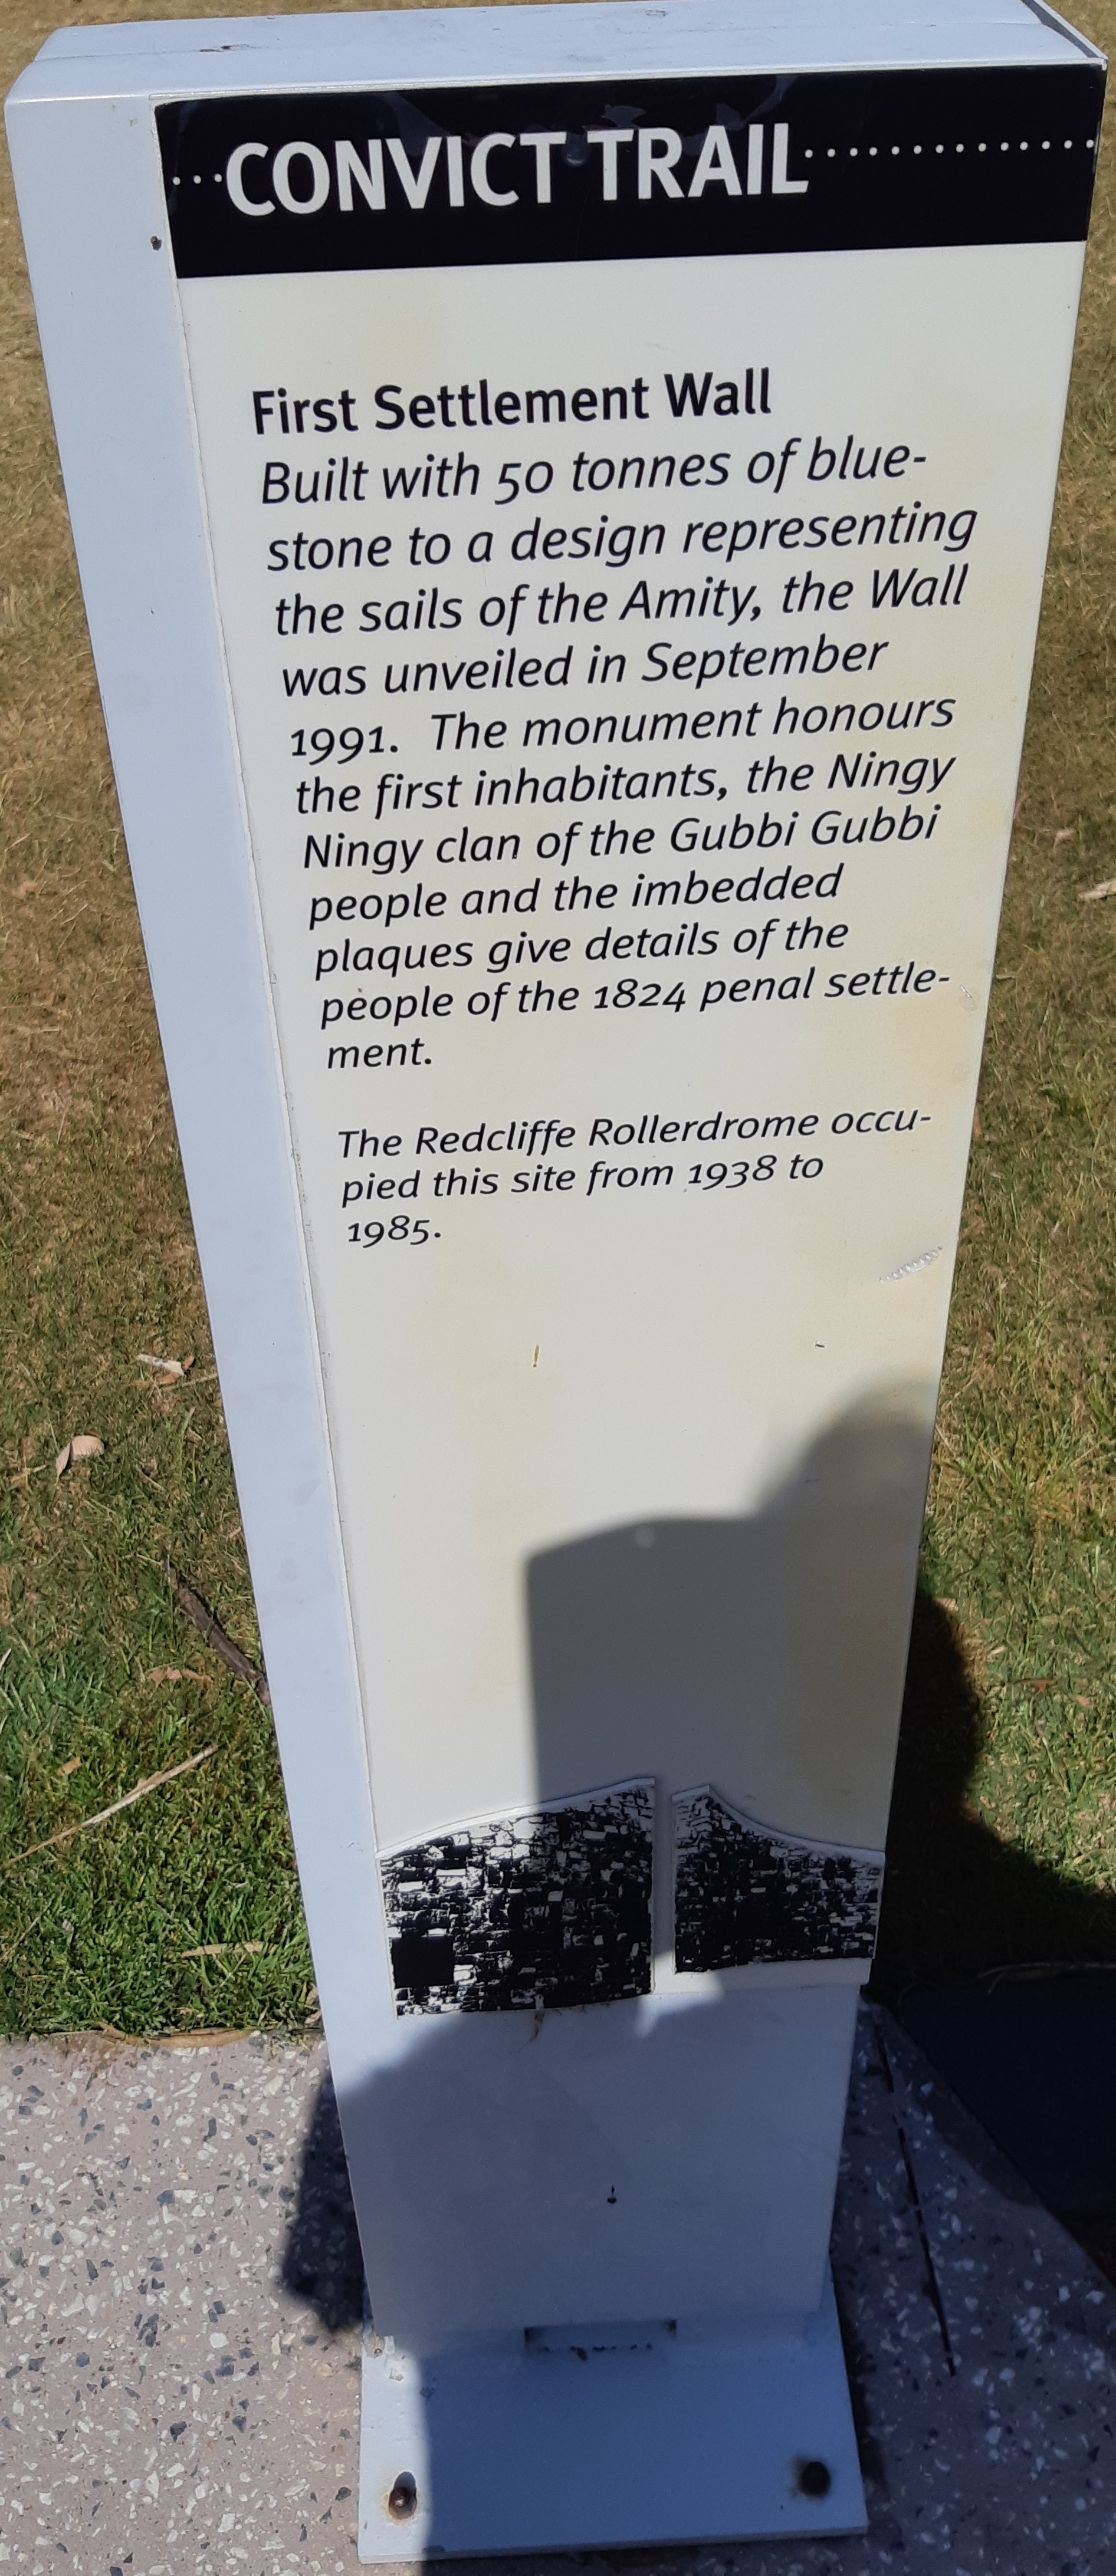 CONVICT TRAIL
First Settlement Wall
Built with 50 tonnes of blue-
stone to a design representing
the sails of the Amity, the Wall
was unveiled in September
1991. The monument honours
the first inhabitants, the Ningy
Ningy clan of the Gubbi Gubbi
people and the imbedded
plaques give details of the
people of the 1824 penal settle-
ment.
The Redcliffe Rollerdrome occu-
pied this site from 1938 to
1985.